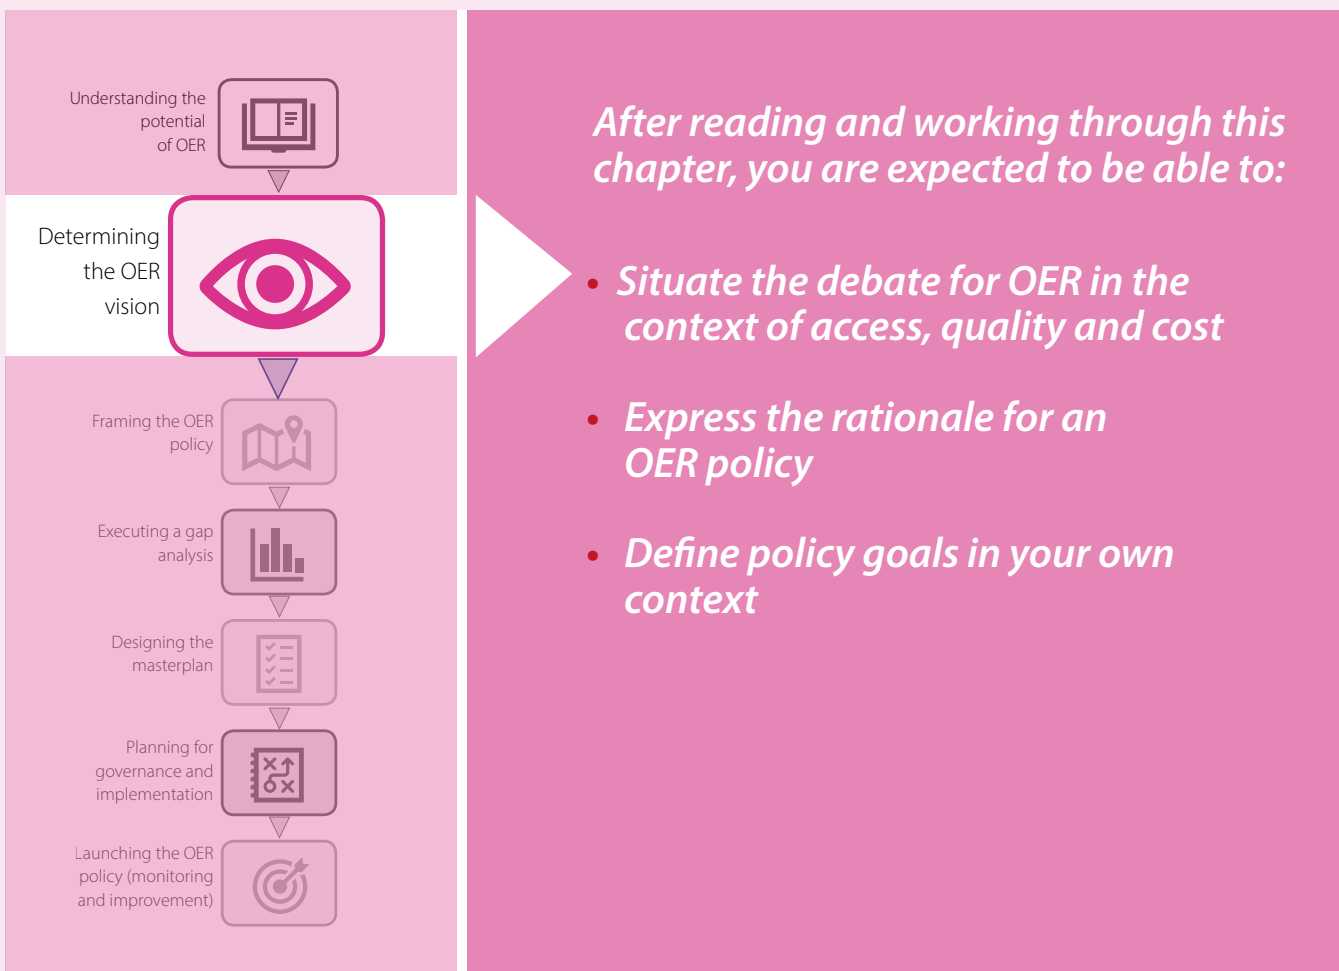 Understanding the
potential
of OER
Determining
the OER
vision
Framing the OER
policy
Executing a gap
analysis
Designing the
masterplan
Planning for
governance and
implementation
Launching the OER
policy (monitoring
and improvement)
After reading and working through this
chapter, you are expected to be able to:
• Situate the debate for OER in the
context of access, quality and cost
• Express the rationale for an
OER policy
• Define policy goals in your own
context